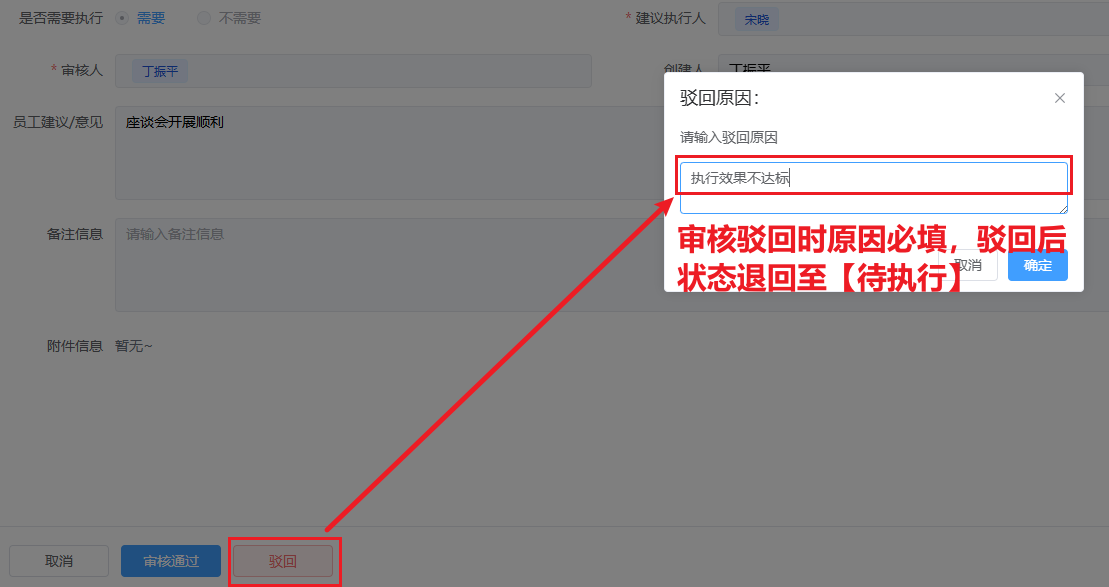 是否需要执行 需要 不需要 * 建议执行人 宋晓
* 审核人 丁振平 创建人 丁振平
驳回原因：
员工建议/意见 座谈会开展顺利
请输入驳回原因
执行效果不达标
备注信息 请输入备注信息
审核驳回时原因必填，驳回后
状态退回至【待执行】
取消 确定
附件信息 暂无~
取消 审核通过 驳回